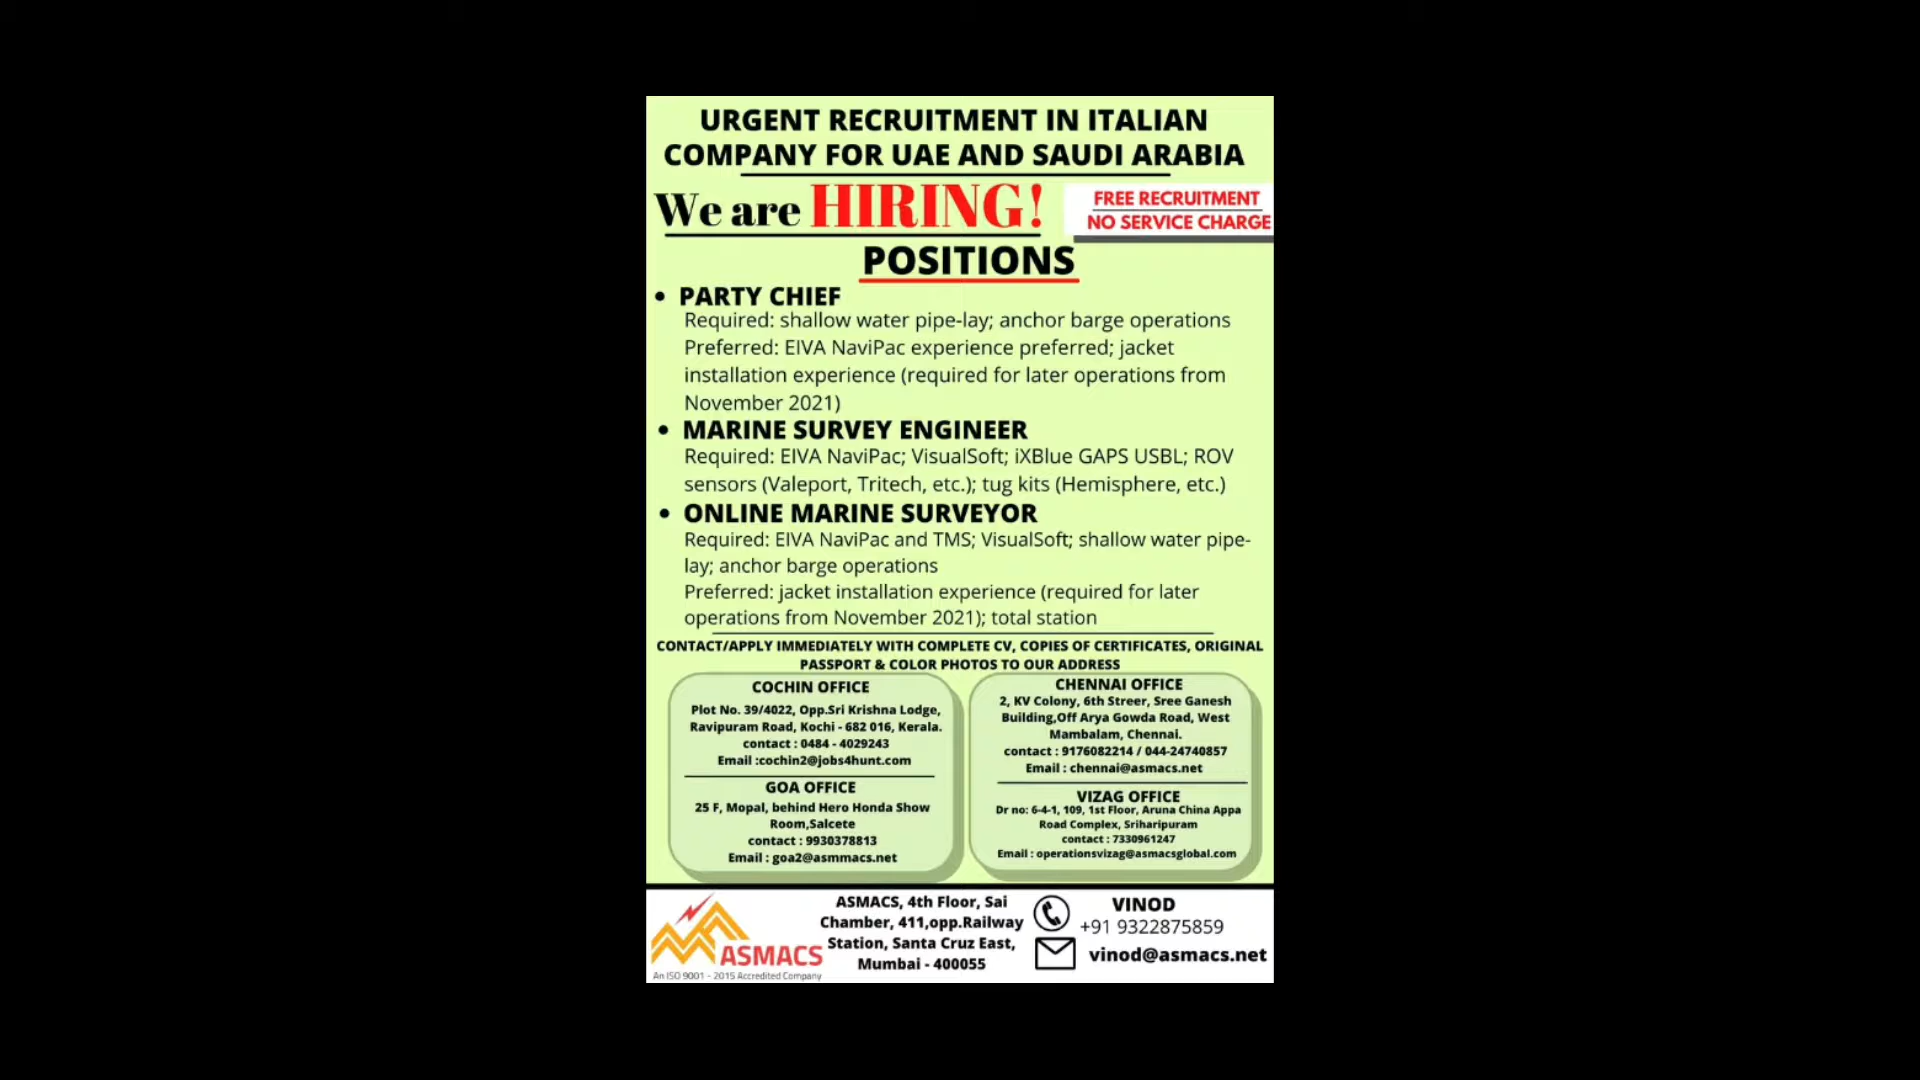 URGENT RECRUITMENT IN ITALIAN
COMPANY FOR UAE AND SAUDI ARABIA
We are HIRING!
FREE RECRUITMENT
NO SERVICE CHARGE
POSITIONS
• PARTY CHIEF
Required: shallow water pipe-lay; anchor barge operations
Preferred: EIVA NaviPac experience preferred; jacket
installation experience (required for later operations from
November 2021)
• MARINE SURVEY ENGINEER
Required: EIVA NaviPac; VisualSoft; iXBlue GAPS USBL; ROV
sensors (Valeport, Tritech, etc.); tug kits (Hemisphere, etc.)
• ONLINE MARINE SURVEYOR
Required: EIVA NaviPac and TMS; VisualSoft; shallow water pipe-
lay; anchor barge operations
Preferred: jacket installation experience (required for later
operations from November 2021); total station
CONTACT/APPLY IMMEDIATELY WITH COMPLETE CV, COPIES OF CERTIFICATES, ORIGINAL
PASSPORT & COLOR PHOTOS TO OUR ADDRESS
COCHIN OFFICE
Plot No. 39/4022, Opp.Sri Krishna Lodge,
Ravipuram Road, Kochi - 682 016, Kerala.
contact : 0484 - 4029243
Email :cochin2@jobs4hunt.com
GOA OFFICE
25 F, Mopal, behind Hero Honda Show
Room,Salcete
contact : 9930378813
Email : goa2@asmmacs.net
CHENNAI OFFICE
2, KV Colony, 6th Streer, Sree Ganesh
Building,Off Arya Gowda Road, West
Mambalam, Chennai.
contact : 9176082214 / 044-24740857
Email : chennai@asmacs.net
VIZAG OFFICE
Dr no: 6-4-1, 109, 1st Floor, Aruna China Appa
Road Complex, Sriharipuram
contact : 7330961247
Email : operationsvizag@asmacsglobal.com
ASMACS
An ISO 9001 - 2015 Accredited Company
ASMACS, 4th Floor, Sai
Chamber, 411,opp.Railway
Station, Santa Cruz East,
Mumbai - 400055
VINOD
+91 9322875859
vinod@asmacs.net